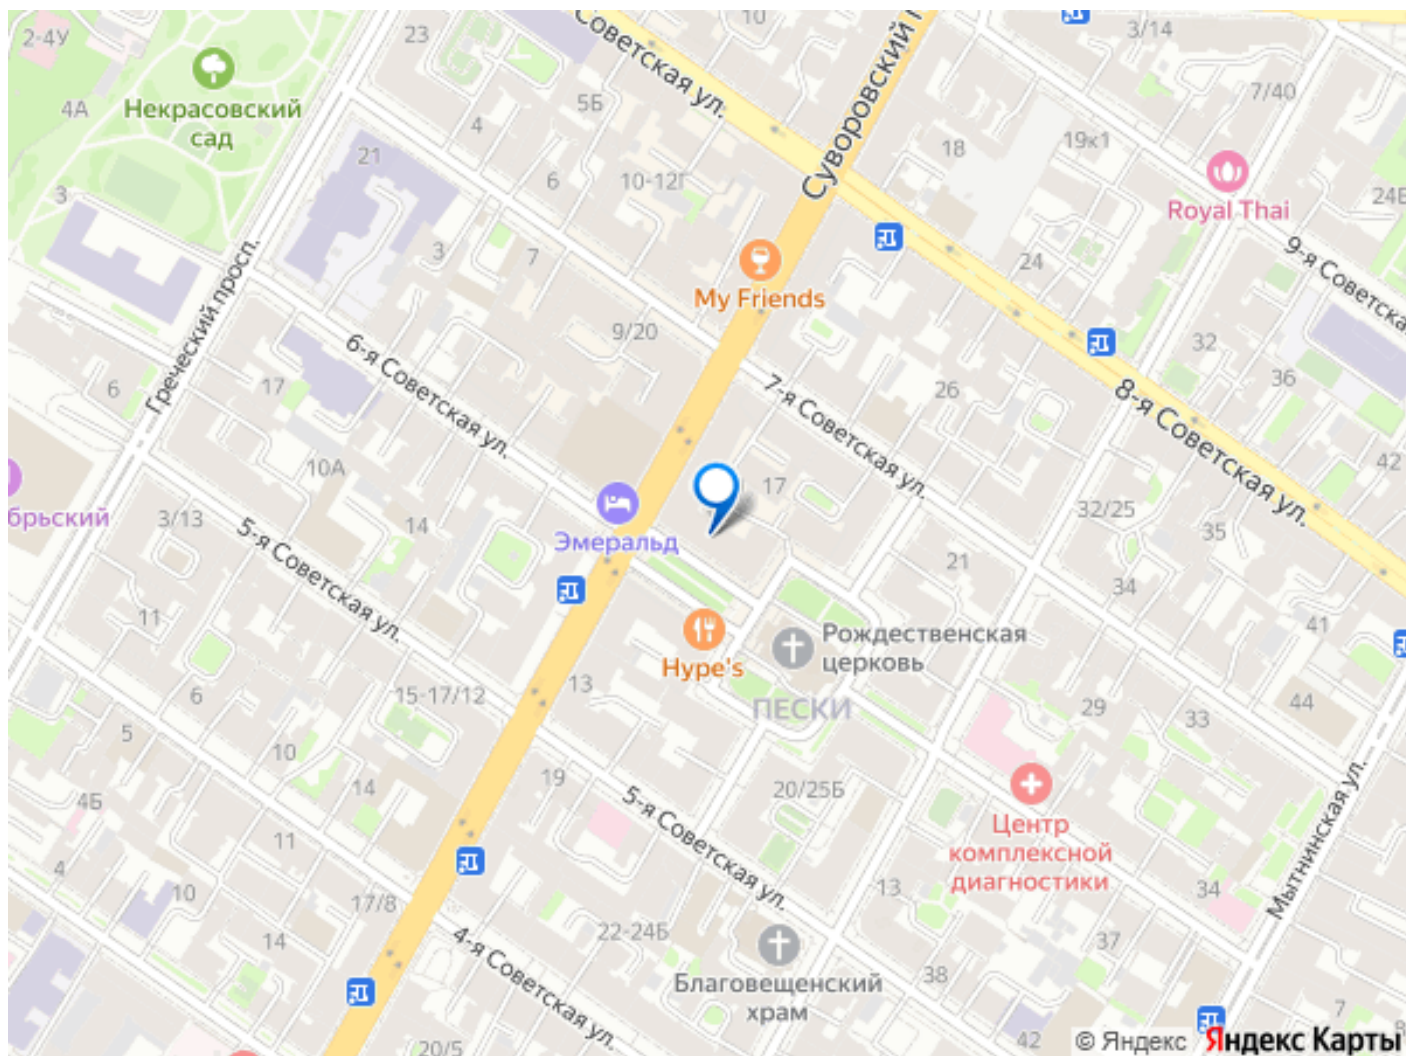 2-4У
23
10
3/14
Советская ул.
Суворовский п
4А
Некрасовский
сад
5Б
4
7/40
18
19к1
21
6
10-12Г
3
Royal Thai
24Б
Греческий просп.
3
7
24
9-я Советска
My Friends
9/20
6-я Советская ул.
7-я Советская ул.
32
36
6
17
26
8-я Советская ул.
10А
17
42
брьский
3/13
14
Эмеральд
32/25
35
5-я Советская ул.
21
34
11
Рождественская
церковь
41
Hype's
6
15-17/12
13
ПЕСКИ
29
33
44
5
10
14
19
20/25Б
5-я Советская ул.
Мытнинская ул.
4Б
11
Центр
комплексной
диагностики
4
10
17/8
13
34
14
22-24Б
4-я Советская ул.
37
Благовещенский
храм
38
7
20/5
42
8
© Яндекс Яндекс Карты